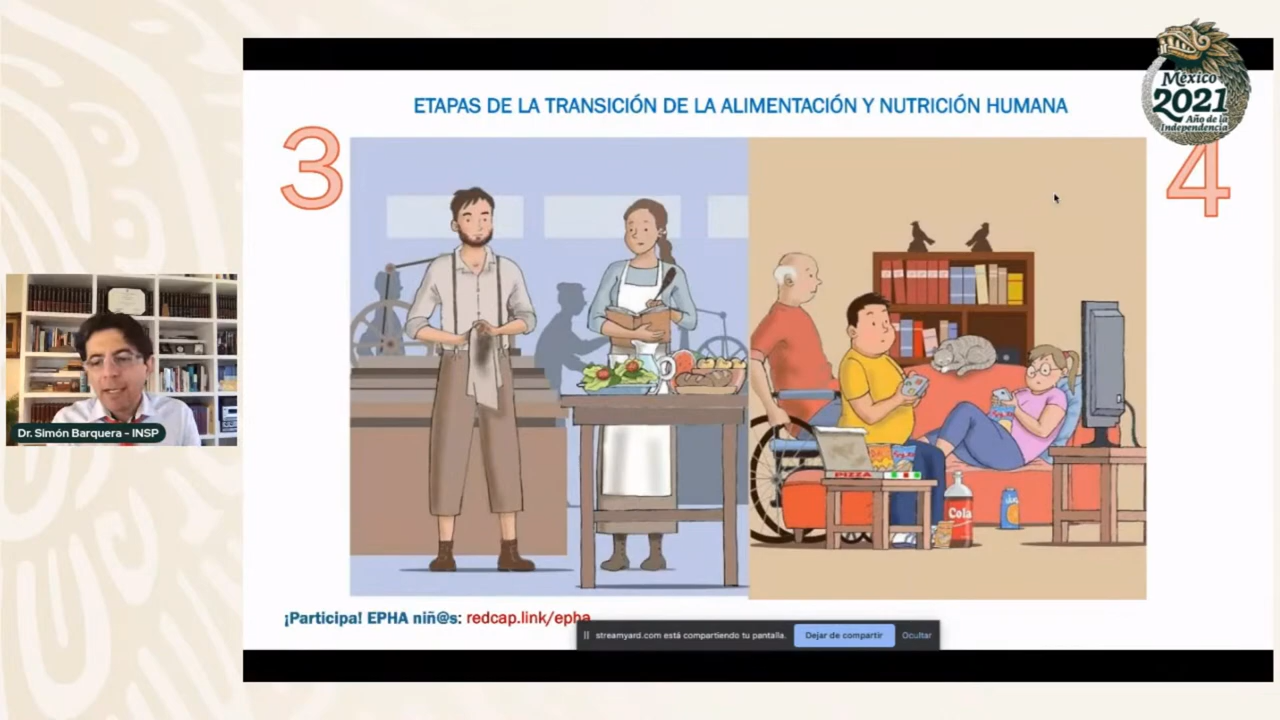 México
2021
Año de la
Independencia
ETAPAS DE LA TRANSICIÓN DE LA ALIMENTACIÓN Y NUTRICIÓN HUMANA
3
4
Dr. Simón Barquera - INSP
PIZZA
Cola
¡Participa! EPHA niñ@s: redcap.link/epha
streamyard.com está compartiendo tu pantalla.
Dejar de compartir
Ocultar